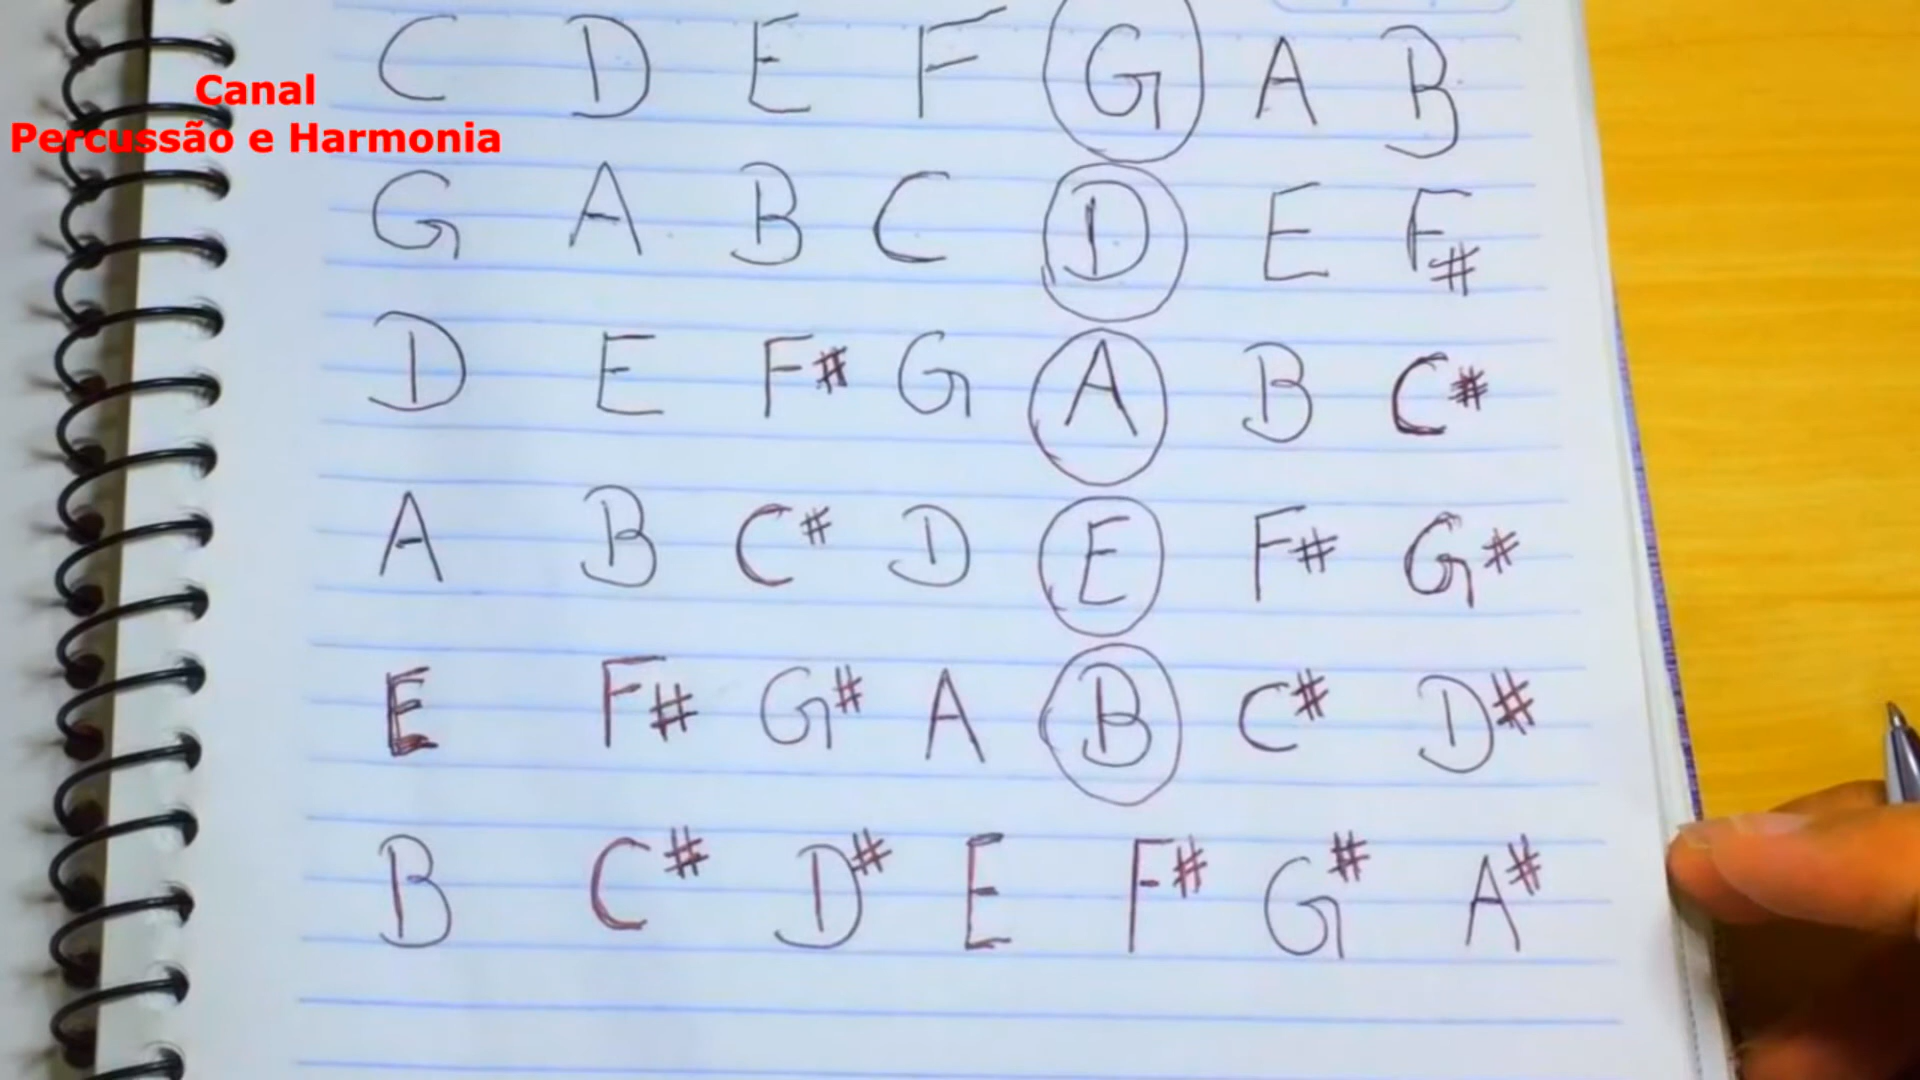 C D E F G A B
Canal
Percussão e Harmonia
G A B C D E F#
D E F# G A B C#
A B C# D E F# G#
E F# G# A B C# D#
B C# D# E F# G# A#